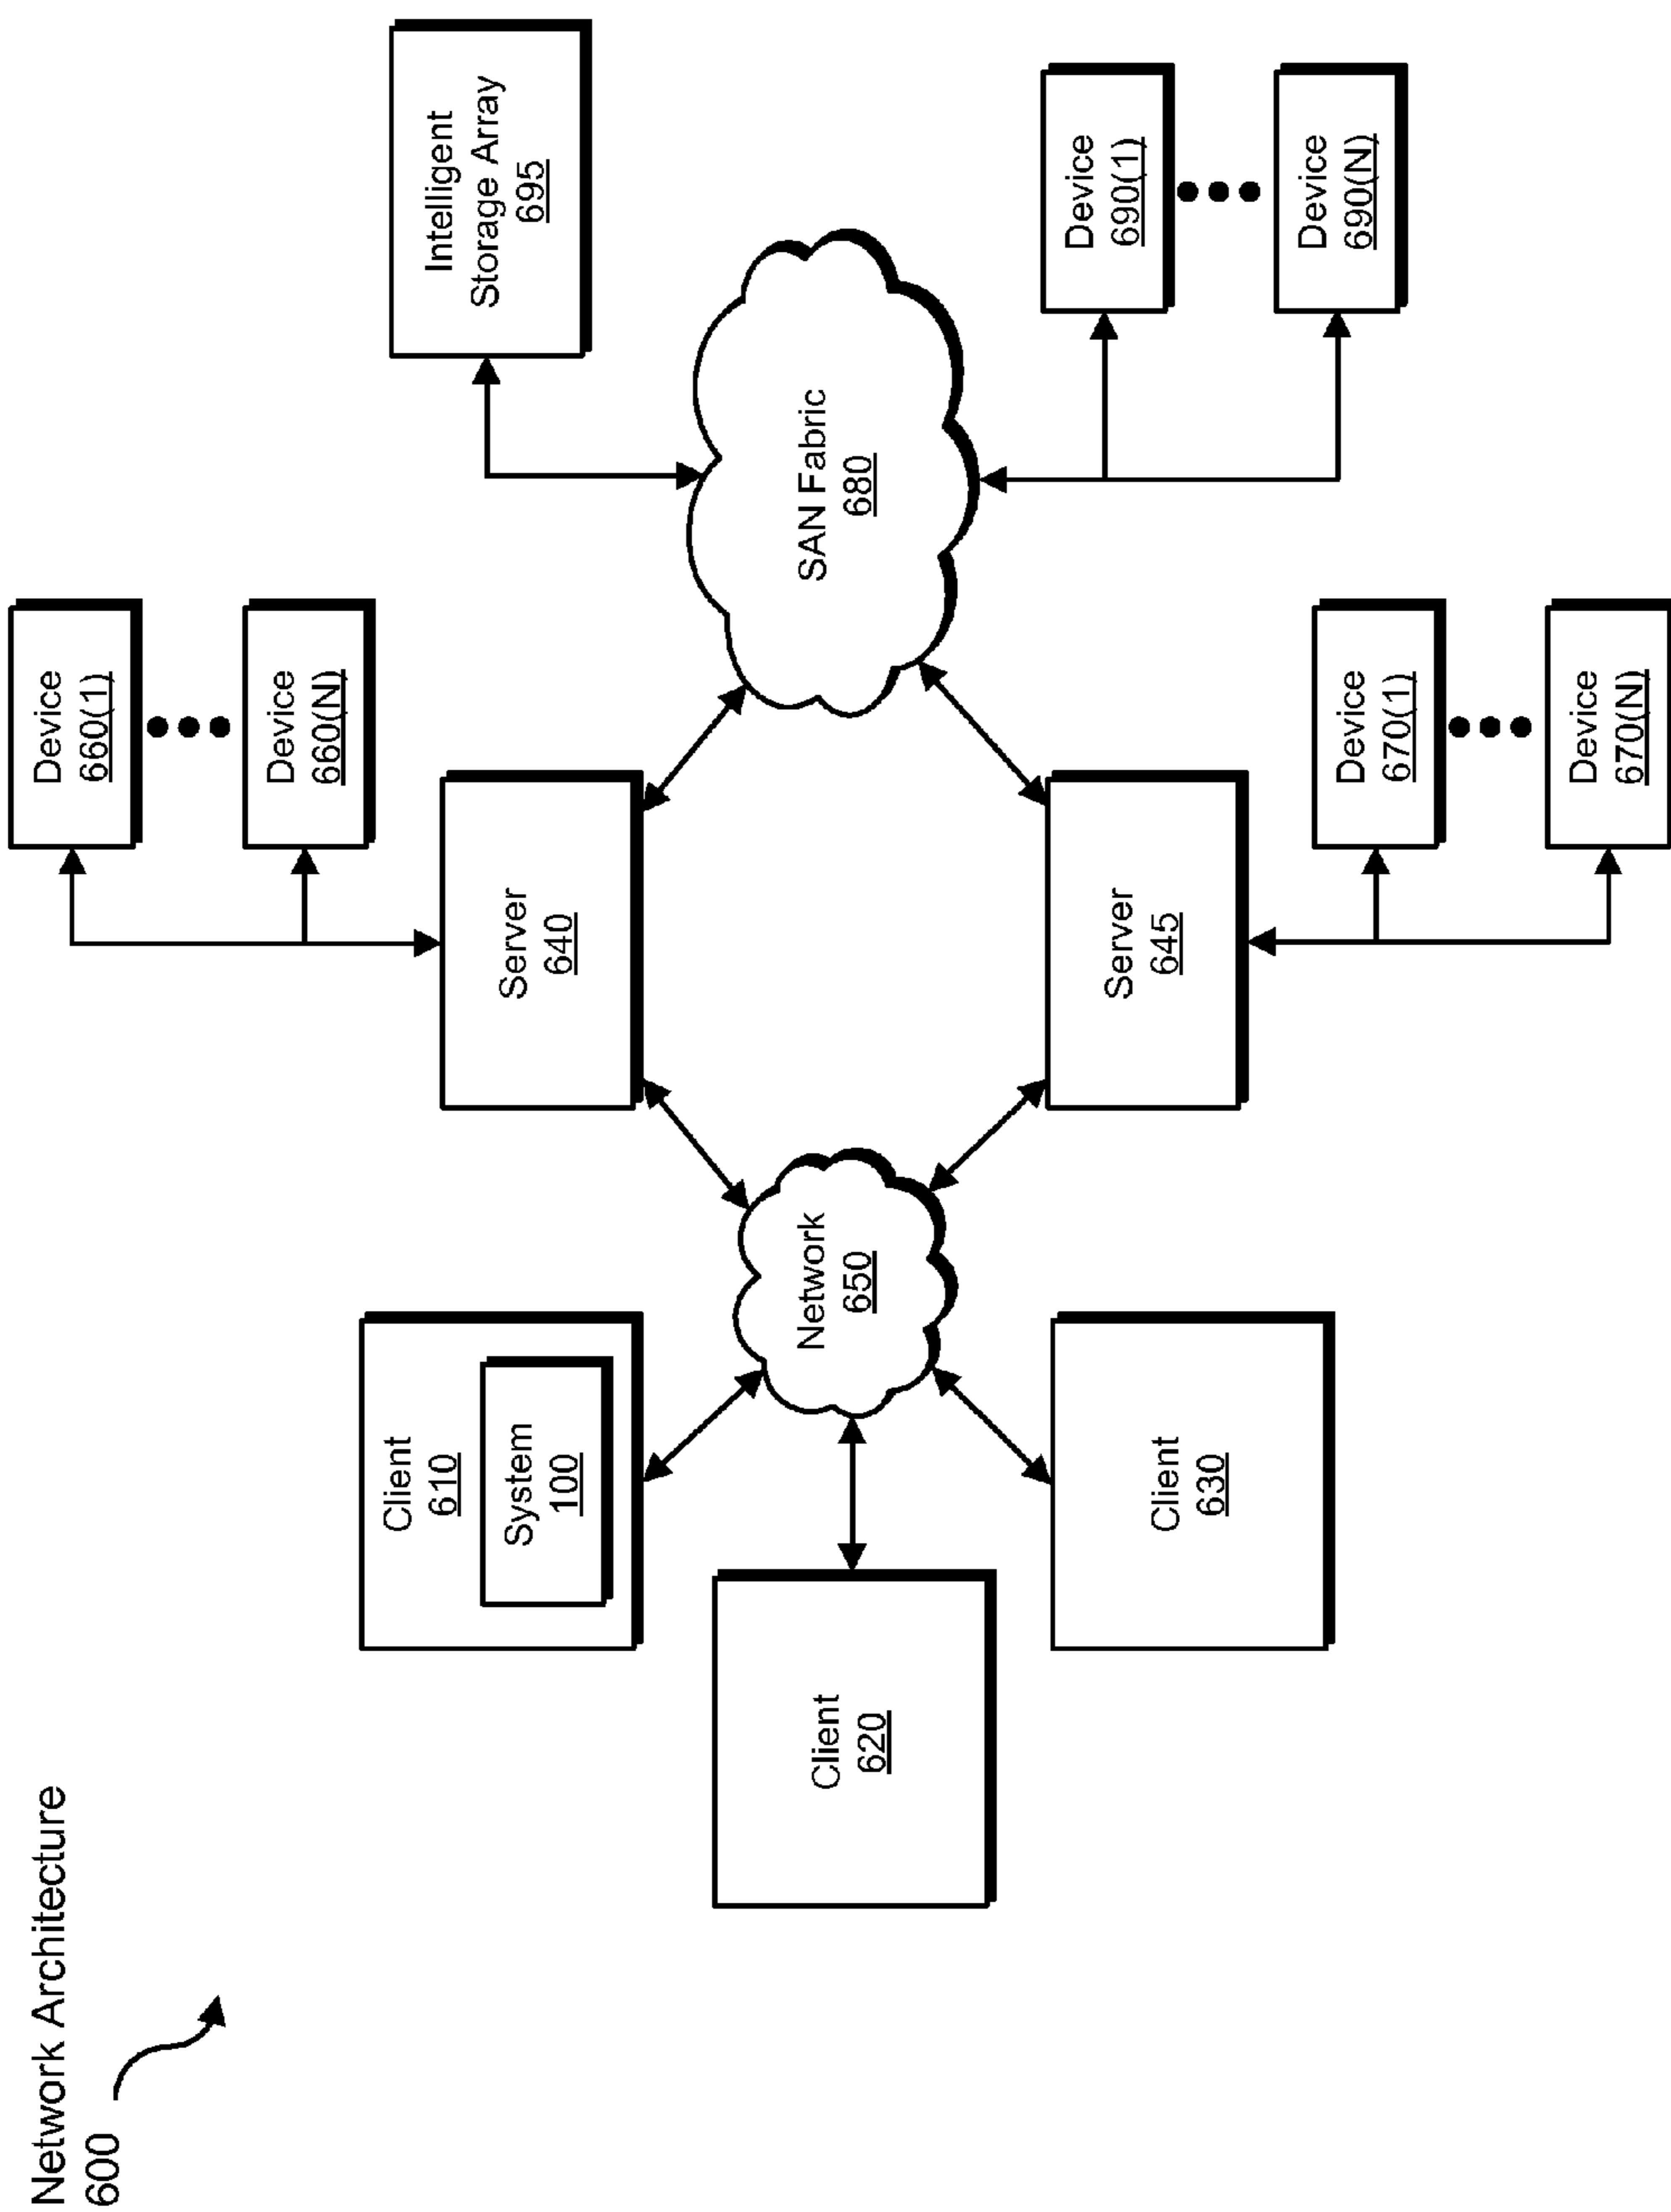 Network Architecture
600
Client
610
System
100
Client
620
Client
630
Network
650
Server
640
Server
645
Device
660(1)
Device
660(N)
Device
670(1)
Device
670(N)
SAN Fabric
680
Intelligent
Storage Array
695
Device
690(1)
Device
690(N)